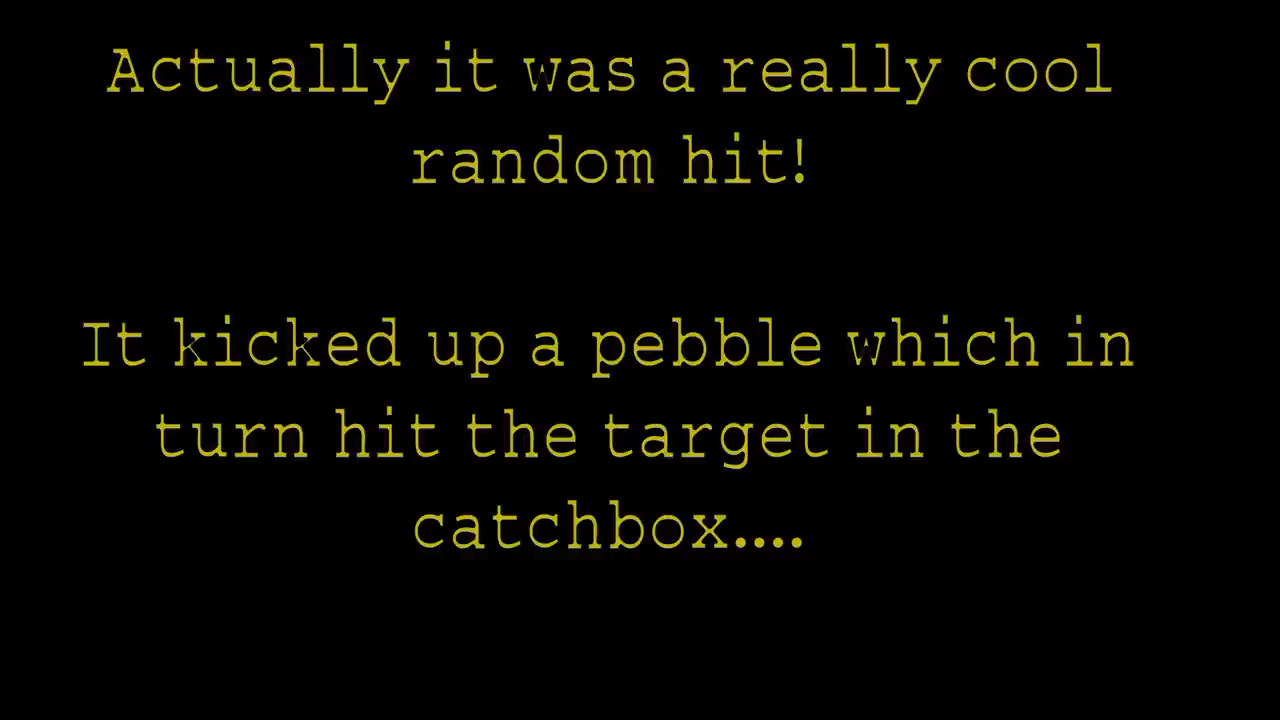 Actually it was a really cool
random hit!
It kicked up a pebble which in
turn hit the target in the
catchbox....